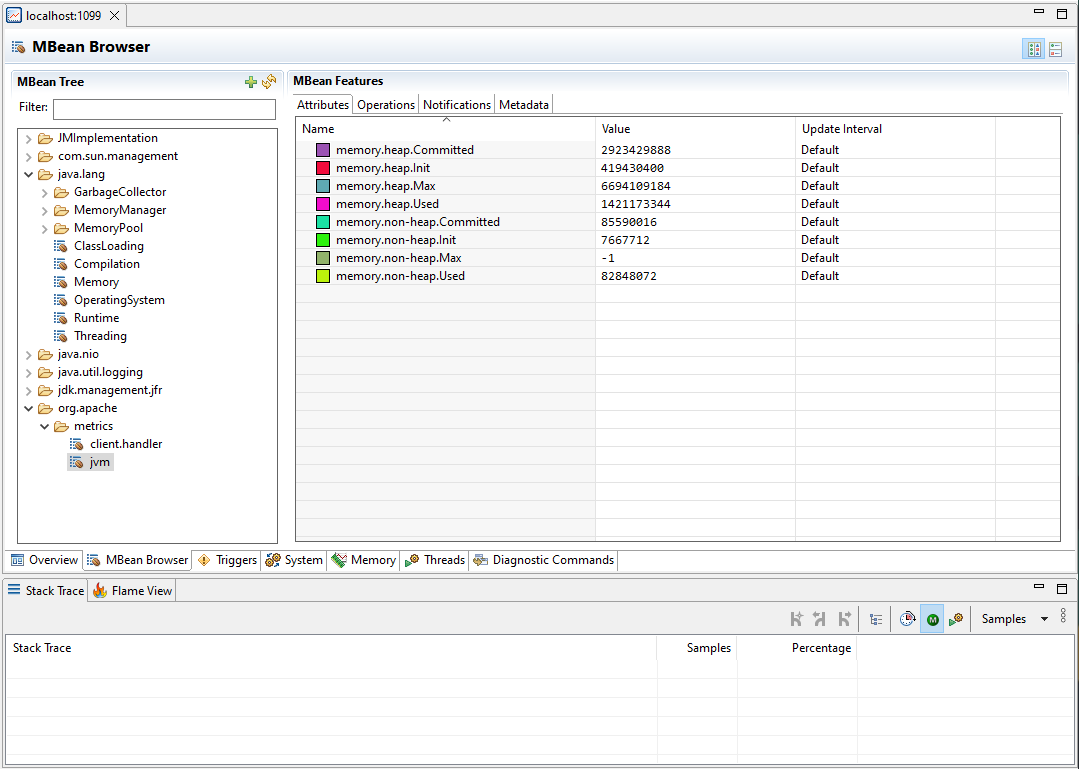 localhost:1099
MBean Browser
MBean Tree
Filter:
JMImplementation
com.sun.management
java.lang
GarbageCollector
MemoryManager
MemoryPool
ClassLoading
Compilation
Memory
OperatingSystem
Runtime
Threading
java.nio
java.util.logging
jdk.management.jfr
org.apache
metrics
client.handler
jvm
MBean Features
Attributes Operations Notifications Metadata
Name Value Update Interval
memory.heap.Committed 2923429888 Default
memory.heap.Init 419430400 Default
memory.heap.Max 6694109184 Default
memory.heap.Used 1421173344 Default
memory.non-heap.Committed 85590016 Default
memory.non-heap.Init 7667712 Default
memory.non-heap.Max -1 Default
memory.non-heap.Used 82848072 Default
Overview MBean Browser Triggers System Memory Threads Diagnostic Commands
Stack Trace Flame View
M Samples
Stack Trace Samples Percentage